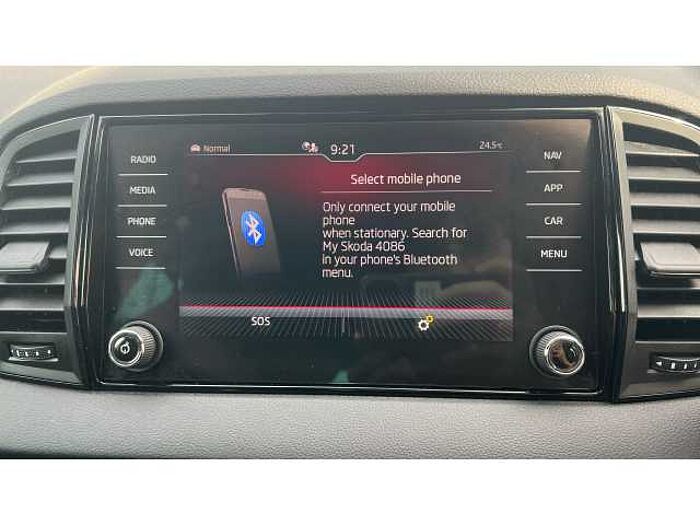 Normal
9:21
24.5°C
RADIO
MEDIA
PHONE
VOICE
Select mobile phone
Only connect your mobile
phone
when stationary. Search for
My Skoda 4086
in your phone's Bluetooth
menu.
SOS
NAV
APP
CAR
MENU